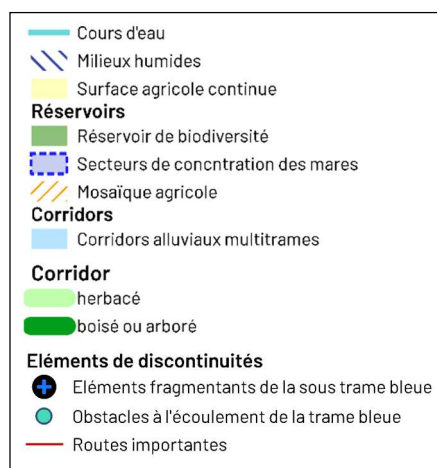 Cours d'eau
Milieux humides
Surface agricole continue
Réservoirs
Réservoir de biodiversité
Secteurs de concntration des mares
Mosaïque agricole
Corridors
Corridors alluviaux multitrames
Corridor
herbacé
boisé ou arboré
Eléments de discontinuités
Eléments fragmentants de la sous trame bleue
Obstacles à l'écoulement de la trame bleue
Routes importantes